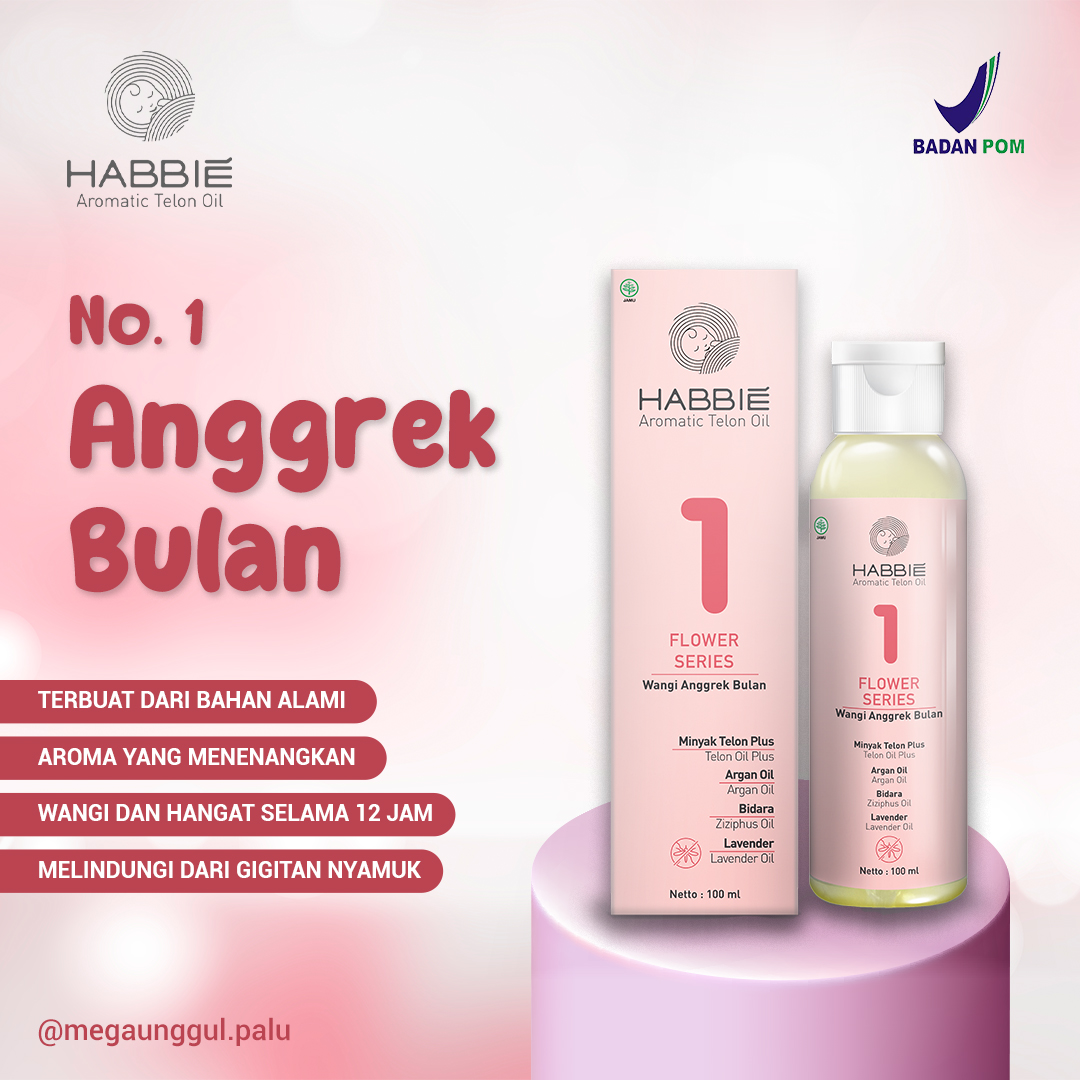 HABBIÉ
Aromatic Telon Oil
BADAN POM
No. 1
Anggrek
Bulan
TERBUAT DARI BAHAN ALAMI
AROMA YANG MENENANGKAN
WANGI DAN HANGAT SELAMA 12 JAM
MELINDUNGI DARI GIGITAN NYAMUK
@megaunggul.palu
JAMU
HABBIÉ
Aromatic Telon Oil
1
FLOWER
SERIES
Wangi Anggrek Bulan
Minyak Telon Plus
Telon Oil Plus
Argan Oil
Argan Oil
Bidara
Ziziphus Oil
Lavender
Lavender Oil
Netto : 100 ml
JAMU
HABBIÉ
Aromatic Telon Oil
1
FLOWER
SERIES
Wangi Anggrek Bulan
Minyak Telon Plus
Telon Oil Plus
Argan Oil
Argan Oil
Bidara
Ziziphus Oil
Lavender
Lavender Oil
Netto : 100 ml